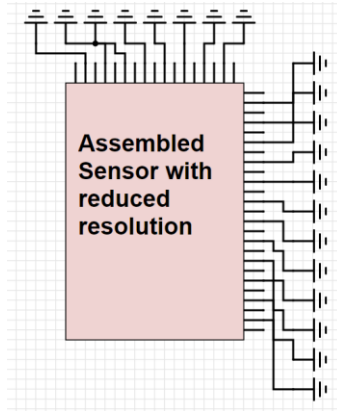 Assembled
Sensor with
reduced
resolution